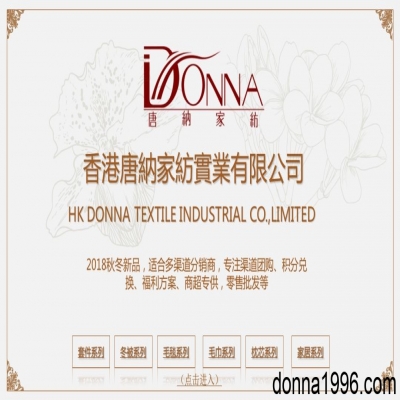 DONNA
唐納家紡
香港唐納家紡實業有限公司
HK DONNA TEXTILE INDUSTRIAL CO.,LIMITED
2018秋冬新品，适合多渠道分销商，专注渠道团购、积分兑
换、福利方案、商超专供，零售批发等
套件系列 冬被系列 毛毯系列 毛巾系列 枕芯系列 家居系列
（点击进入）
donna1996.com